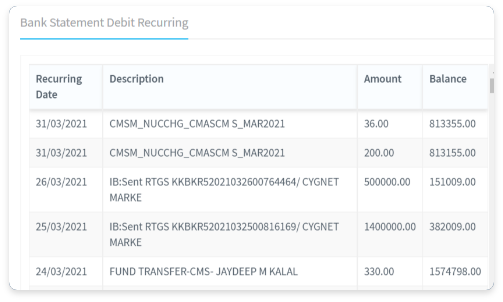 Bank Statement Debit Recurring
Recurring Date Description Amount Balance
31/03/2021 CMSM_NUCCHG_CMASCM S_MAR2021 36.00 813355.00
31/03/2021 CMSM_NUCCHG_CMASCM S_MAR2021 200.00 813155.00
26/03/2021 IB:Sent RTGS KKBKR52021032600764464/ CYGNET MARKE 500000.00 151009.00
25/03/2021 IB:Sent RTGS KKBKR52021032500816169/ CYGNET MARKE 1400000.00 382009.00
24/03/2021 FUND TRANSFER-CMS- JAYDEEP M KALAL 330.00 1574798.00